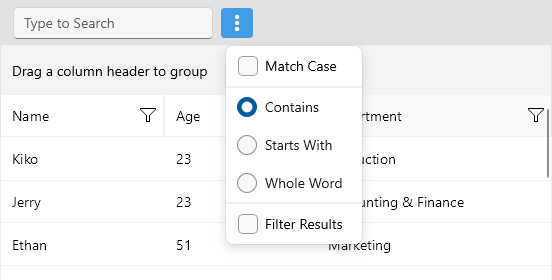 Type to Search
Match Case
Drag a column header to group
Contains
Name Age rtment
Starts With
Kiko 23 uction
Whole Word
Jerry 23 unting & Finance
Filter Results
Ethan 51 Marketing